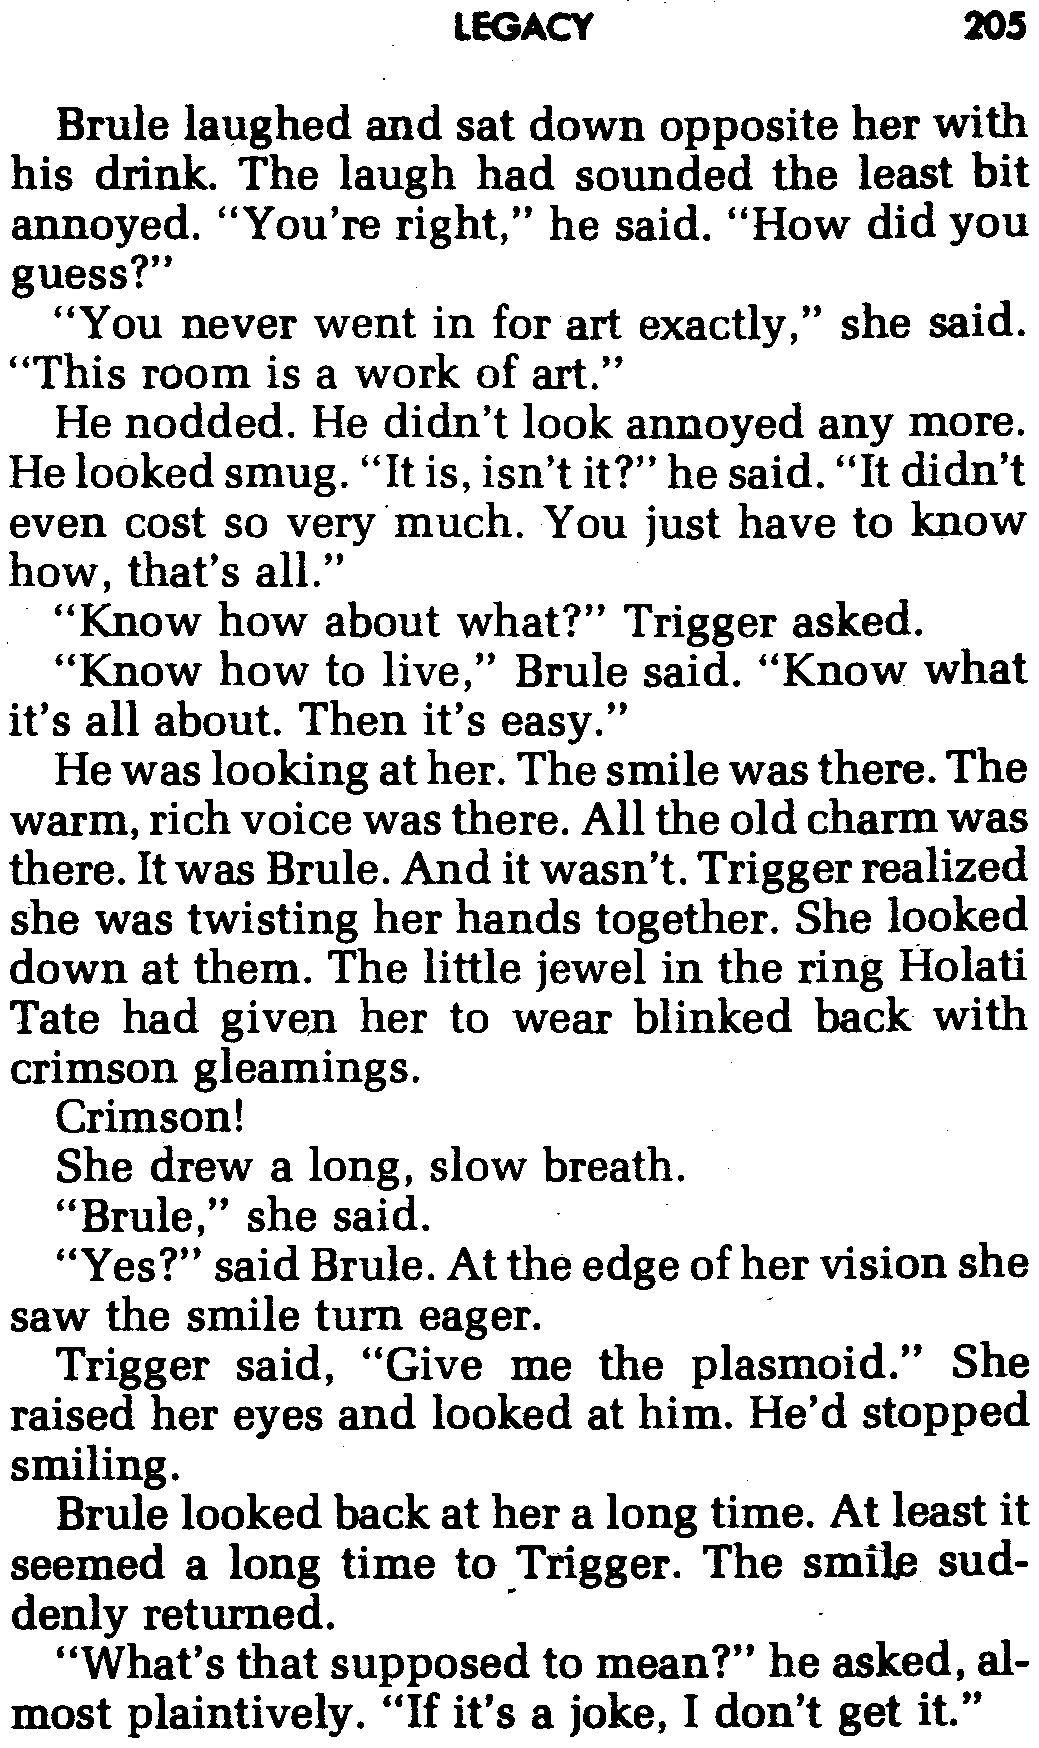 LEGACY 205
Brule laughed and sat down opposite her with
his drink. The laugh had sounded the least bit
annoyed. "You're right," he said. "How did you
guess?"
"You never went in for art exactly," she said.
"This room is a work of art."
He nodded. He didn't look annoyed any more.
He looked smug. "It is, isn't it?" he said. "It didn't
even cost so very much. You just have to know
how, that's all."
"Know how about what?" Trigger asked.
"Know how to live," Brule said. "Know what
it's all about. Then it's easy."
He was looking at her. The smile was there. The
warm, rich voice was there. All the old charm was
there. It was Brule. And it wasn't. Trigger realized
she was twisting her hands together. She looked
down at them. The little jewel in the ring Holati
Tate had given her to wear blinked back with
crimson gleamings.
Crimson!
She drew a long, slow breath.
"Brule," she said.
"Yes?" said Brule. At the edge of her vision she
saw the smile turn eager.
Trigger said, "Give me the plasmoid." She
raised her eyes and looked at him. He'd stopped
smiling.
Brule looked back at her a long time. At least it
seemed a long time to Trigger. The smile sud-
denly returned.
"What's that supposed to mean?" he asked, al-
most plaintively. "If it's a joke, I don't get it."